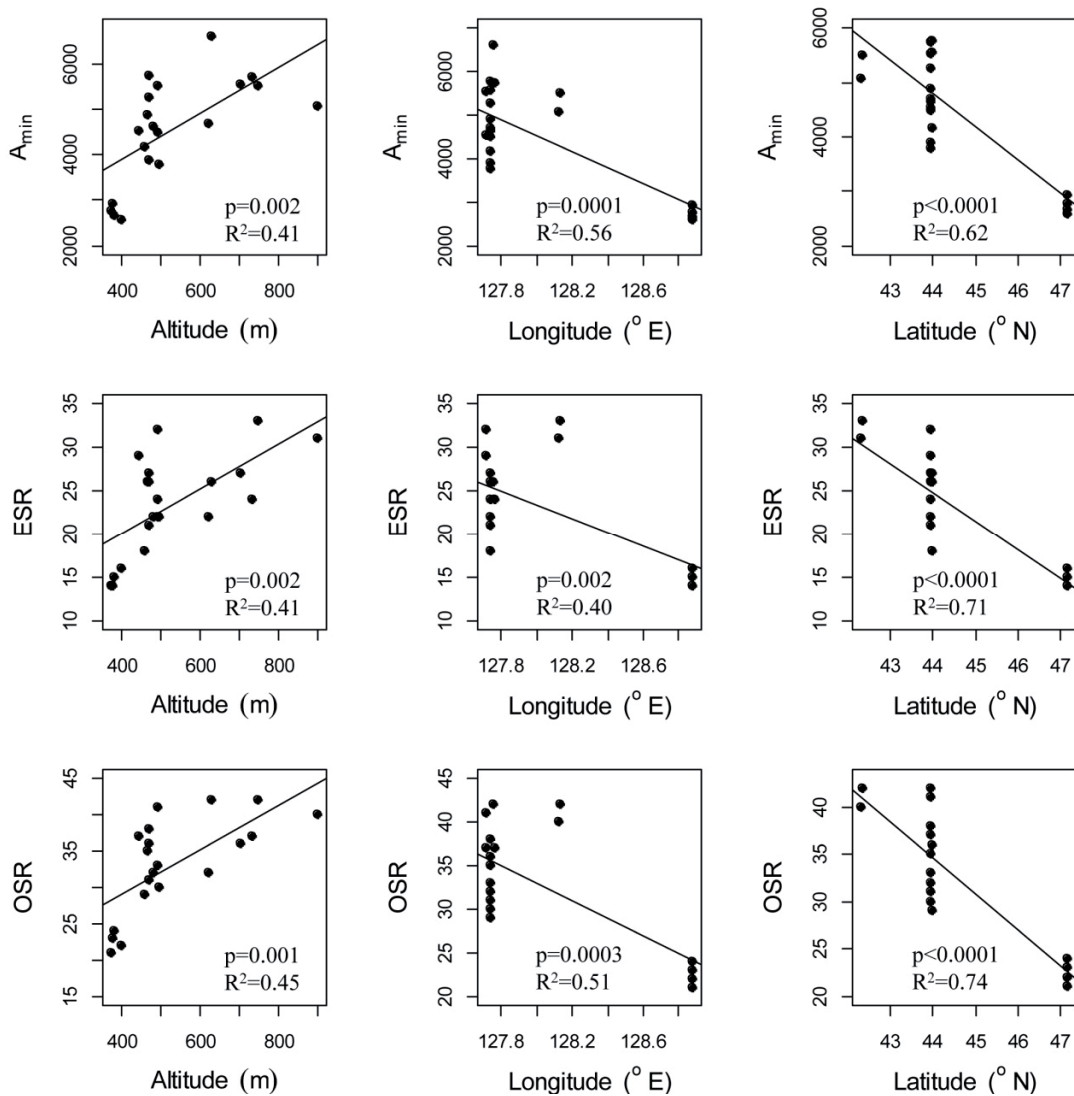 A_min
2000 4000 6000
p=0.002
R²=0.41
400 600 800
Altitude (m)
A_min
2000 4000 6000
p=0.0001
R²=0.56
127.8 128.2 128.6
Longitude (° E)
A_min
2000 4000 6000
p<0.0001
R²=0.62
43 44 45 46 47
Latitude (° N)
ESR
10 15 20 25 30 35
p=0.002
R²=0.41
400 600 800
Altitude (m)
ESR
10 15 20 25 30 35
p=0.002
R²=0.40
127.8 128.2 128.6
Longitude (° E)
ESR
10 15 20 25 30 35
p<0.0001
R²=0.71
43 44 45 46 47
Latitude (° N)
OSR
15 25 35 45
p=0.001
R²=0.45
400 600 800
Altitude (m)
OSR
20 25 30 35 40 45
p=0.0003
R²=0.51
127.8 128.2 128.6
Longitude (° E)
OSR
20 25 30 35 40
p<0.0001
R²=0.74
43 44 45 46 47
Latitude (° N)